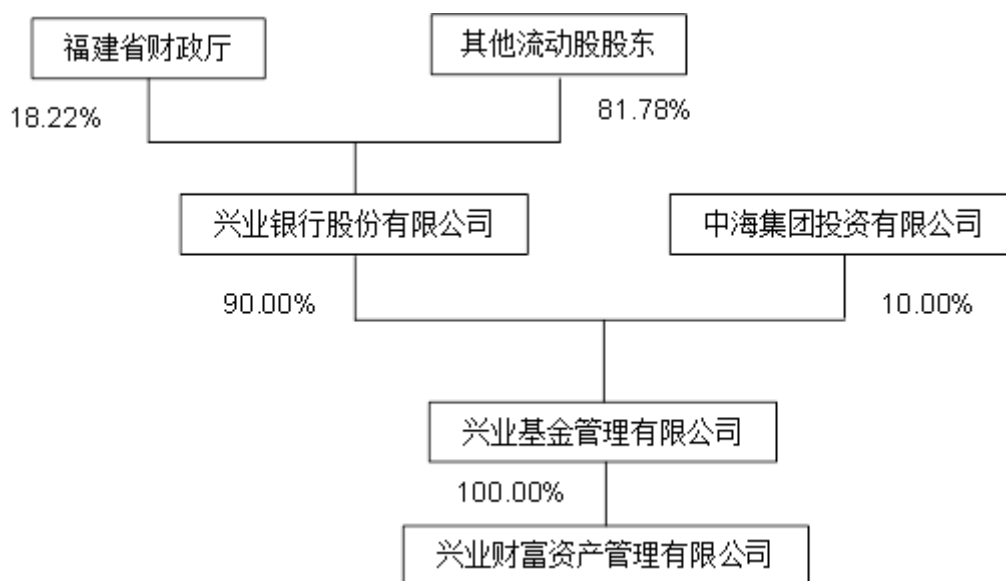 福建省财政厅
其他流动股股东
18.22%
81.78%
兴业银行股份有限公司
中海集团投资有限公司
90.00%
10.00%
兴业基金管理有限公司
100.00%
兴业财富资产管理有限公司